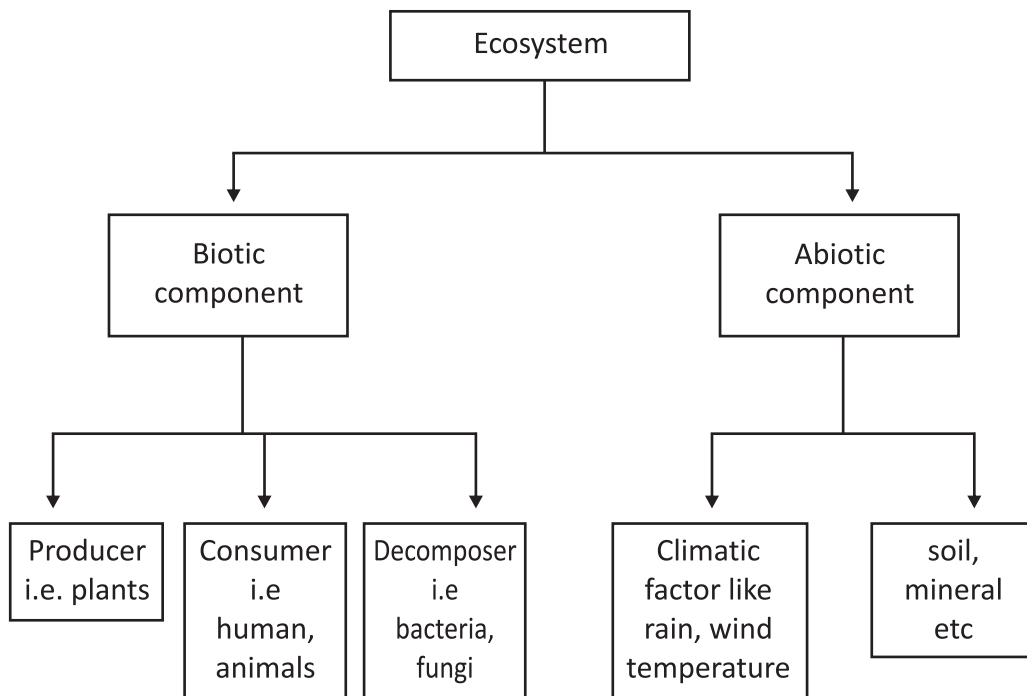 Ecosystem
Biotic
component
Abiotic
component
Producer
i.e. plants
Consumer
i.e
human,
animals
Decomposer
i.e
bacteria,
fungi
Climatic
factor like
rain, wind
temperature
soil,
mineral
etc